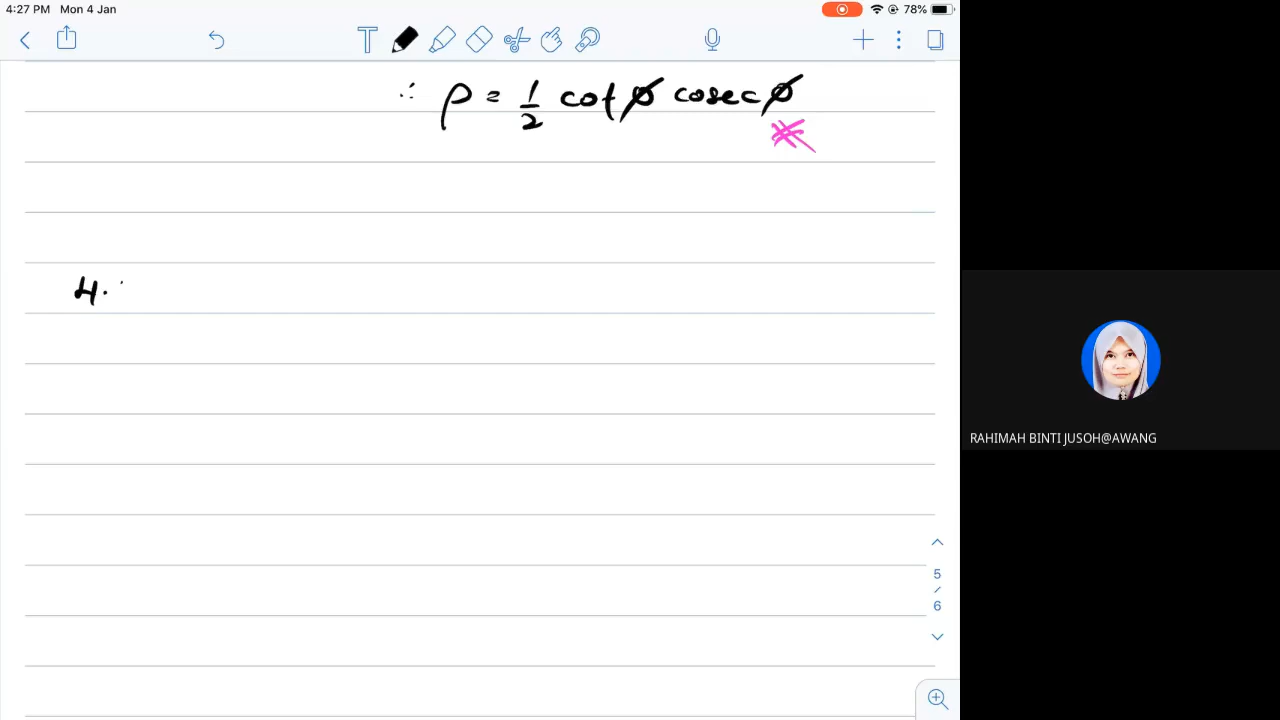 4:27 PM Mon 4 Jan 78%
∴ ρ = 1/2 cot ϕ cosec ϕ
4.
RAHIMAH BINTI JUSOH@AWANG
5
/
6